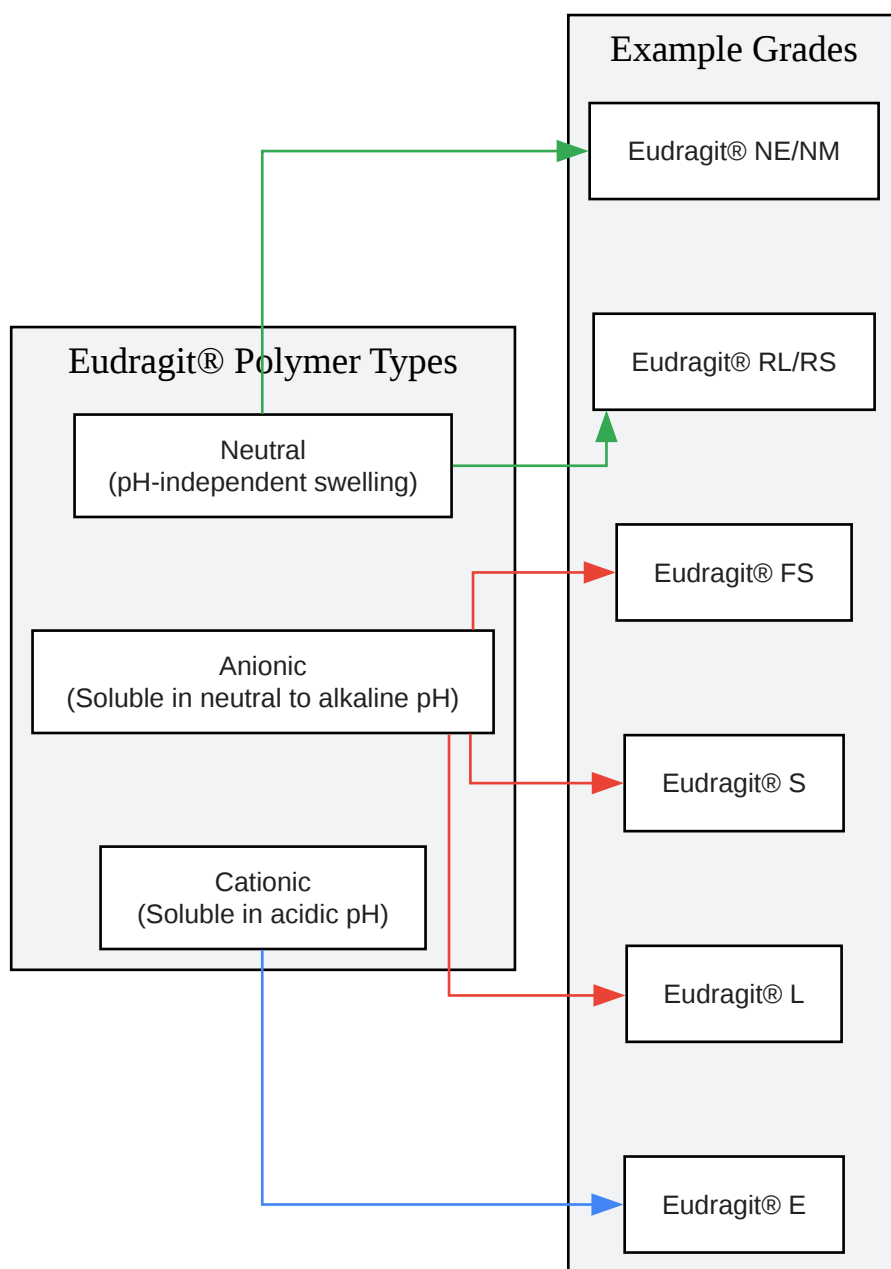 Example Grades
Eudragit® NE/NM
Eudragit® RL/RS
Eudragit® Polymer Types
Neutral
(pH-independent swelling)
Eudragit® FS
Anionic
(Soluble in neutral to alkaline pH)
Eudragit® S
Cationic
(Soluble in acidic pH)
Eudragit® L
Eudragit® E